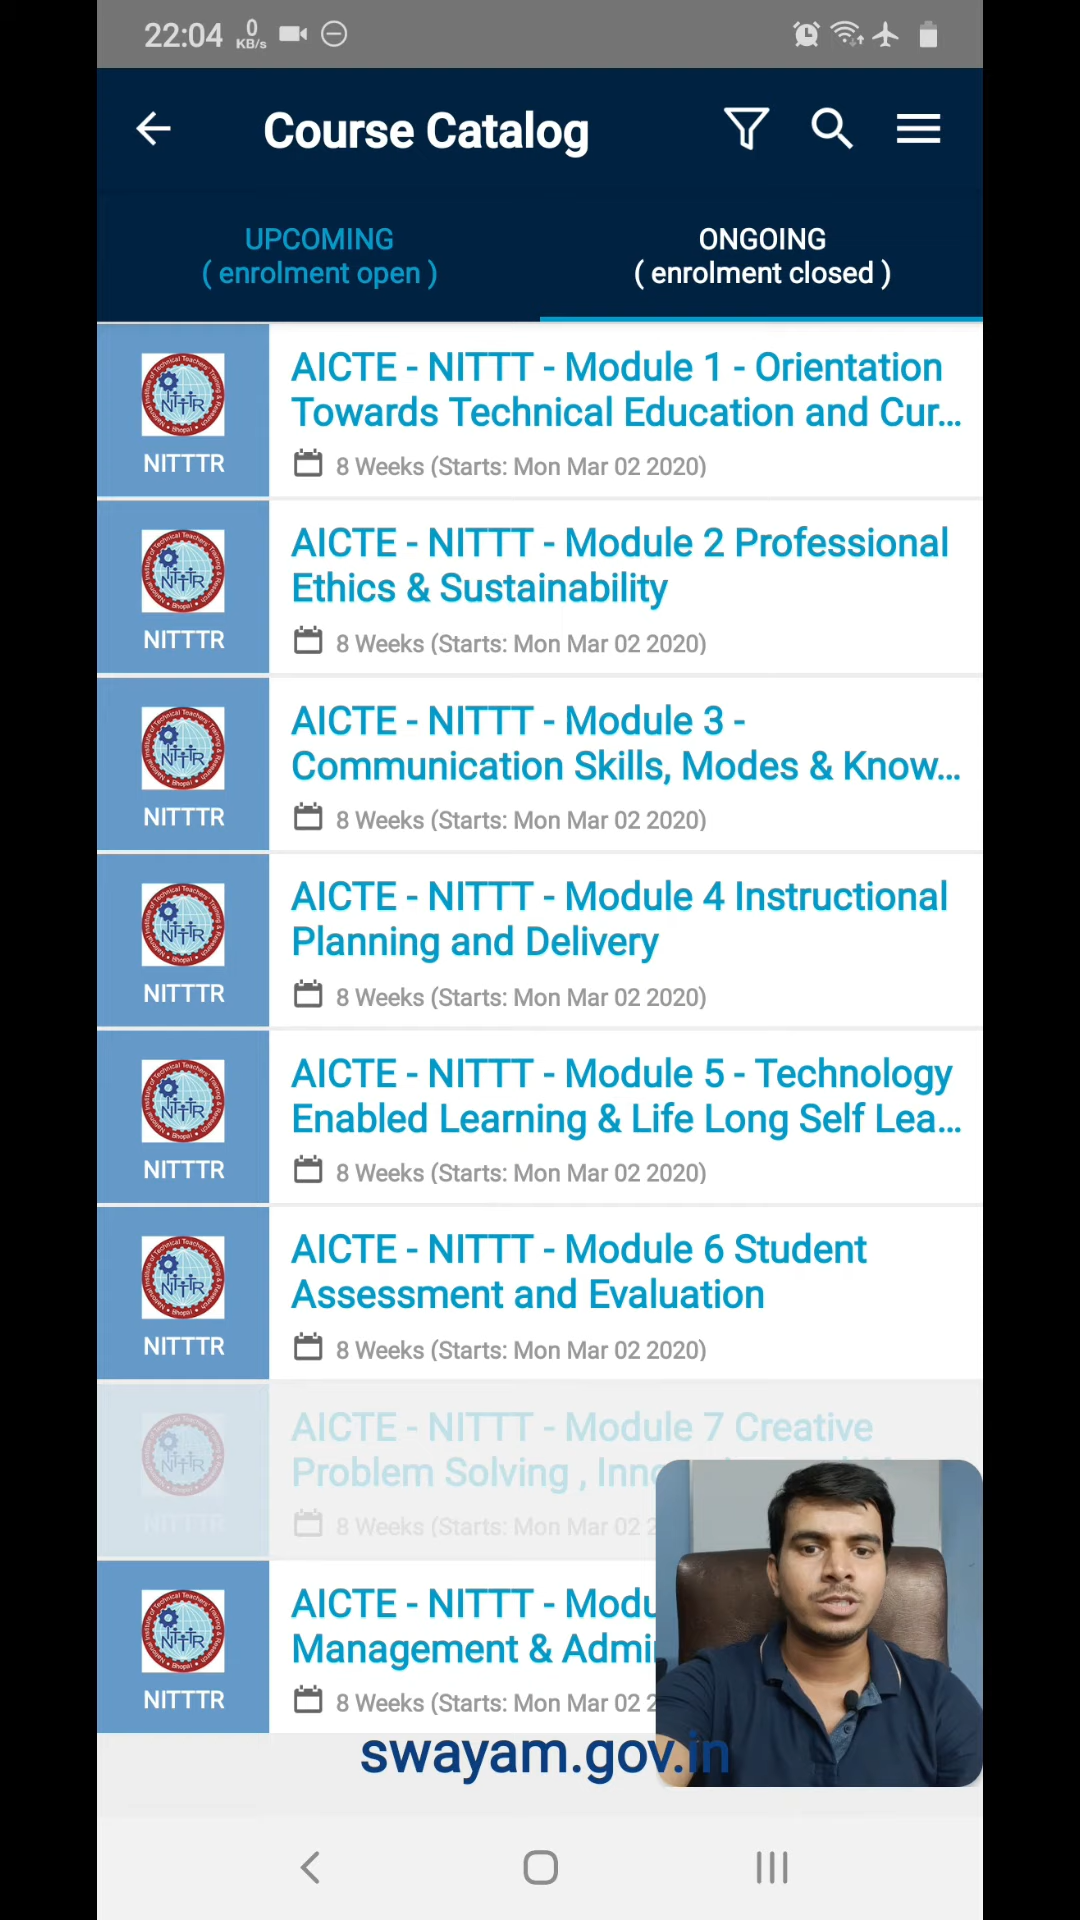 22:04 0 KB/s
Course Catalog
UPCOMING
( enrolment open )
ONGOING
( enrolment closed )
AICTE - NITTT - Module 1 - Orientation
Towards Technical Education and Cur...
NITTTR
8 Weeks (Starts: Mon Mar 02 2020)
AICTE - NITTT - Module 2 Professional
Ethics & Sustainability
NITTTR
8 Weeks (Starts: Mon Mar 02 2020)
AICTE - NITTT - Module 3 -
Communication Skills, Modes & Know...
NITTTR
8 Weeks (Starts: Mon Mar 02 2020)
AICTE - NITTT - Module 4 Instructional
Planning and Delivery
NITTTR
8 Weeks (Starts: Mon Mar 02 2020)
AICTE - NITTT - Module 5 - Technology
Enabled Learning & Life Long Self Lea...
NITTTR
8 Weeks (Starts: Mon Mar 02 2020)
AICTE - NITTT - Module 6 Student
Assessment and Evaluation
NITTTR
8 Weeks (Starts: Mon Mar 02 2020)
AICTE - NITTT - Module 7 Creative
Problem Solving ,
NITTTR
8 Weeks (Starts: Mon Mar 02
AICTE - NITTT -
Management &
NITTTR
8 Weeks (Starts: Mon Mar 02
swayam.gov.in